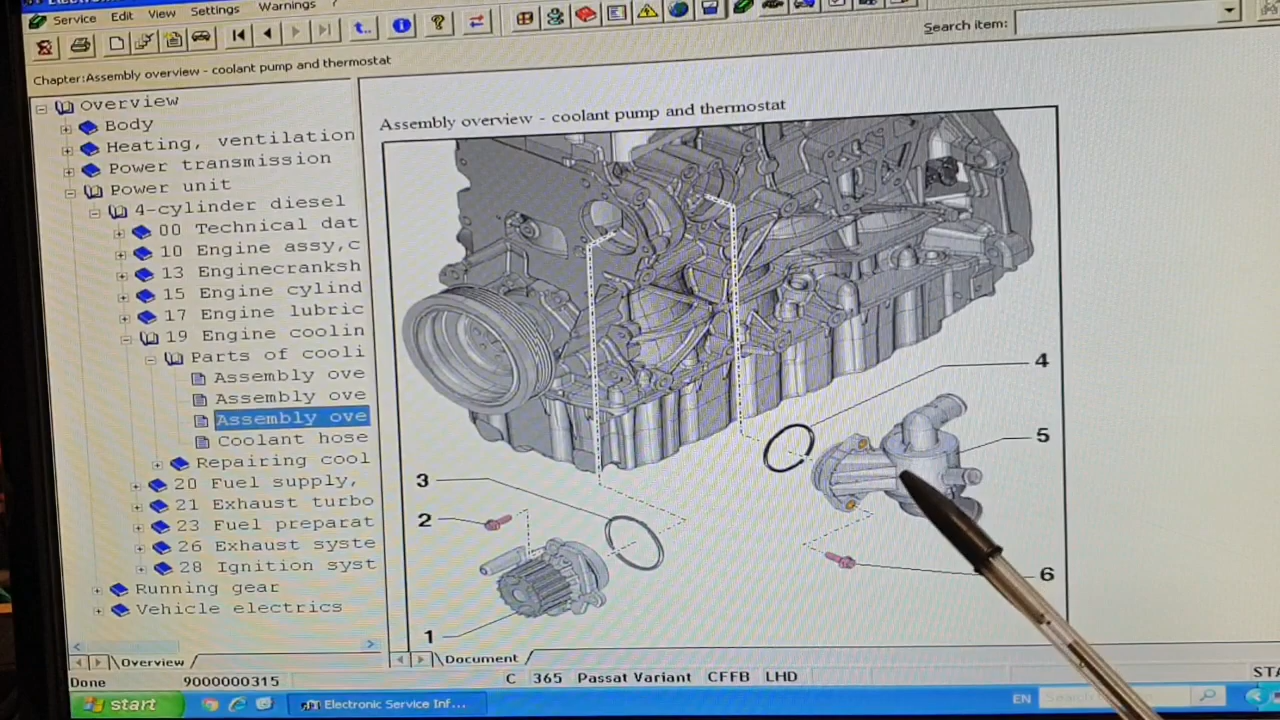 Service Edit View Settings Warnings ?
Search item:
Chapter:Assembly overview - coolant pump and thermostat
Overview
Body
Heating, ventilation
Power transmission
Power unit
4-cylinder diesel
00 Technical dat
10 Engine assy,c
13 Enginecranksh
15 Engine cylind
17 Engine lubric
19 Engine coolin
Parts of cooli
Assembly ove
Assembly ove
Assembly ove
Coolant hose
Repairing cool
20 Fuel supply,
21 Exhaust turbo
23 Fuel preparat
26 Exhaust syste
28 Ignition syst
Running gear
Vehicle electrics
Overview
Assembly overview - coolant pump and thermostat
4
5
3
2
6
1
Document
Done 9000000315 C 365 Passat Variant CFFB LHD STA
start Electronic Service Inf... EN